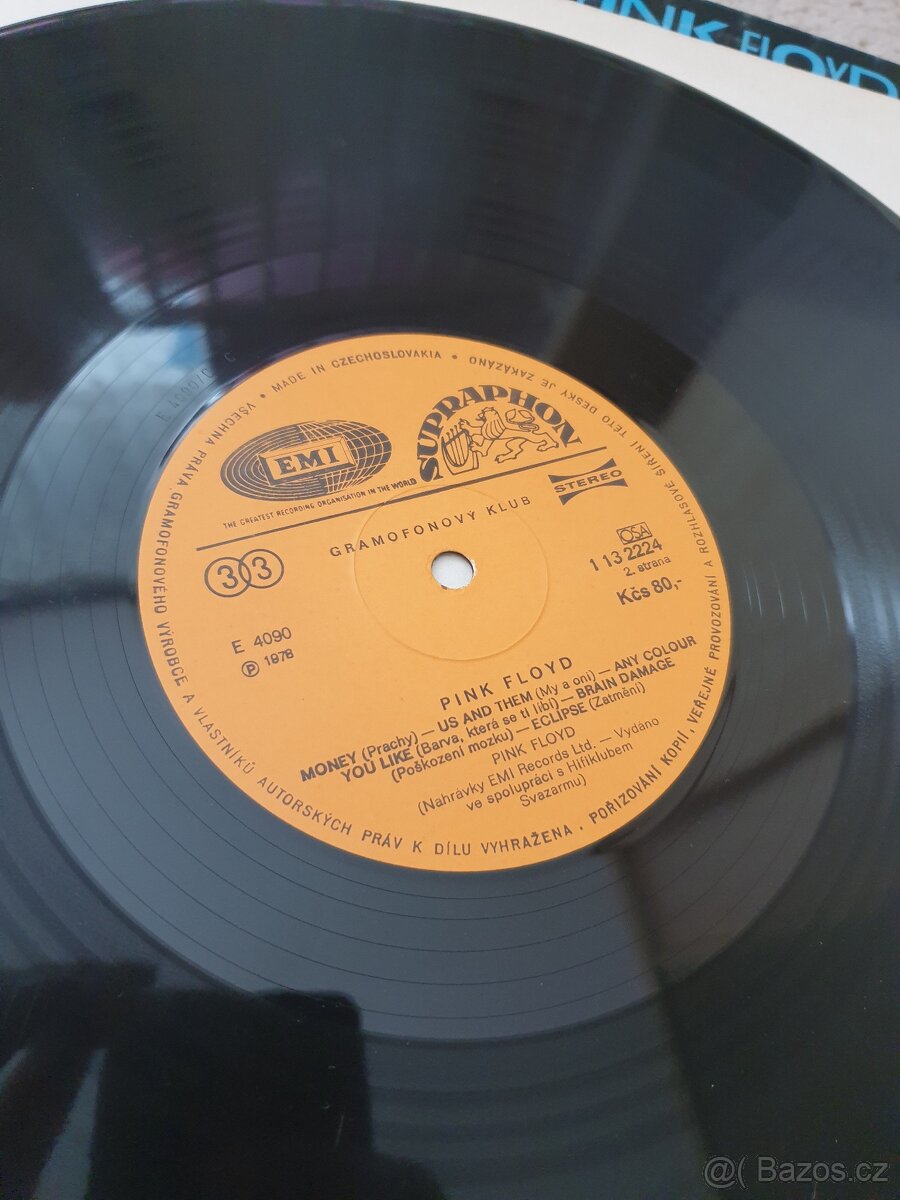 PINK FLOYD
VŠECHNA PRÁVA GRAMOFONOVÉHO VÝROBCE A VLASTNÍKŮ AUTORSKÝCH PRÁV K DÍLU VYHRAŽENA . POŘIZOVÁNÍ KOPIÍ, VEŘEJNÉ PROVOZOVÁNÍ A ROZHLASOVÉ ŠÍŘENÍ TÉTO DESKY JE ZAKÁZÁNO • MADE IN CZECHOSLOVAKIA •
EMI
THE GREATEST RECORDING ORGANISATION IN THE WORLD
SUPRAPHON
STEREO
GRAMOFONOVÝ KLUB
33
OSA
1 13 2224
2. strana
Kčs 80,-
E 4090
Ⓟ 1978
PINK FLOYD
MONEY (Prachy) — US AND THEM (My a oni) — ANY COLOUR
YOU LIKE (Barva, která se ti líbí) — BRAIN DAMAGE
(Poškození mozku) — ECLIPSE (Zatmění)
PINK FLOYD
(Nahrávky EMI Records Ltd. — Vydáno
ve spolupráci s Hifiklubem
Svazarmu)
@( Bazos.cz